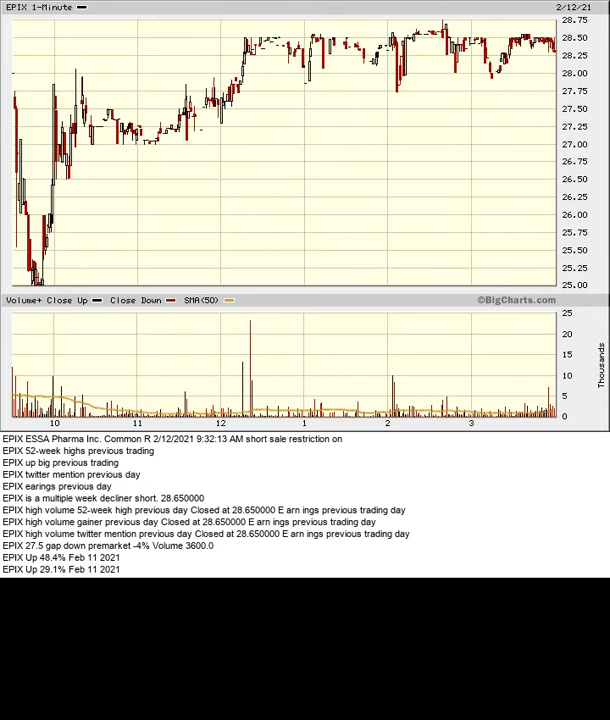 EPIX 1-Minute 2/12/21
28.75
28.50
28.25
28.00
27.75
27.50
27.25
27.00
26.75
26.50
26.25
26.00
25.75
25.50
25.25
25.00
Volume+ Close Up Close Down SMA(50) ©BigCharts.com
25
20
15
10
5
0
Thousands
10 11 12 1 2 3
EPIX ESSA Pharma Inc. Common R 2/12/2021 9:32:13 AM short sale restriction on
EPIX 52-week highs previous trading
EPIX up big previous trading
EPIX twitter mention previous day
EPIX earings previous day
EPIX is a multiple week decliner short. 28.650000
EPIX high volume 52-week high previous day Closed at 28.650000 E arn ings previous trading day
EPIX high volume gainer previous day Closed at 28.650000 E arn ings previous trading day
EPIX high volume twitter mention previous day Closed at 28.650000 E arn ings previous trading day
EPIX 27.5 gap down premarket -4% Volume 3600.0
EPIX Up 48.4% Feb 11 2021
EPIX Up 29.1% Feb 11 2021